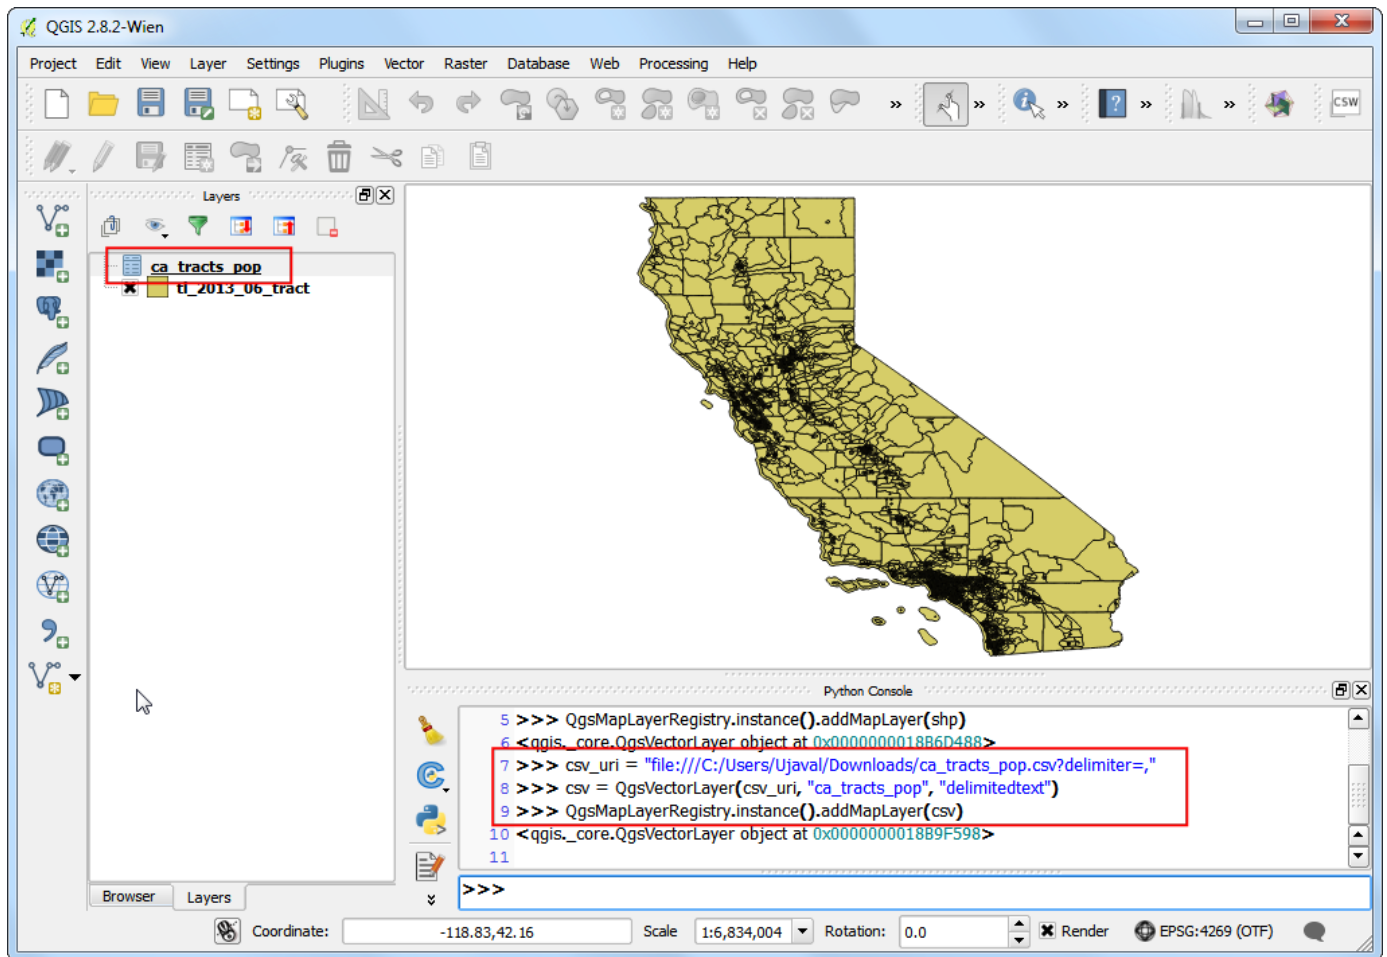 QGIS 2.8.2-Wien
Project Edit View Layer Settings Plugins Vector Raster Database Web Processing Help
» » » » » CSW
Layers
ca_tracts_pop
tl_2013_06_tract
Python Console
5 >>> QgsMapLayerRegistry.instance().addMapLayer(shp)
6 <qgis._core.QgsVectorLayer object at 0x0000000018B6D488>
7 >>> csv_uri = "file:///C:/Users/Ujaval/Downloads/ca_tracts_pop.csv?delimiter=,"
8 >>> csv = QgsVectorLayer(csv_uri, "ca_tracts_pop", "delimitedtext")
9 >>> QgsMapLayerRegistry.instance().addMapLayer(csv)
10 <qgis._core.QgsVectorLayer object at 0x0000000018B9F598>
11
>>>
Browser Layers
Coordinate: -118.83,42.16 Scale 1:6,834,004 Rotation: 0.0 Render EPSG:4269 (OTF)